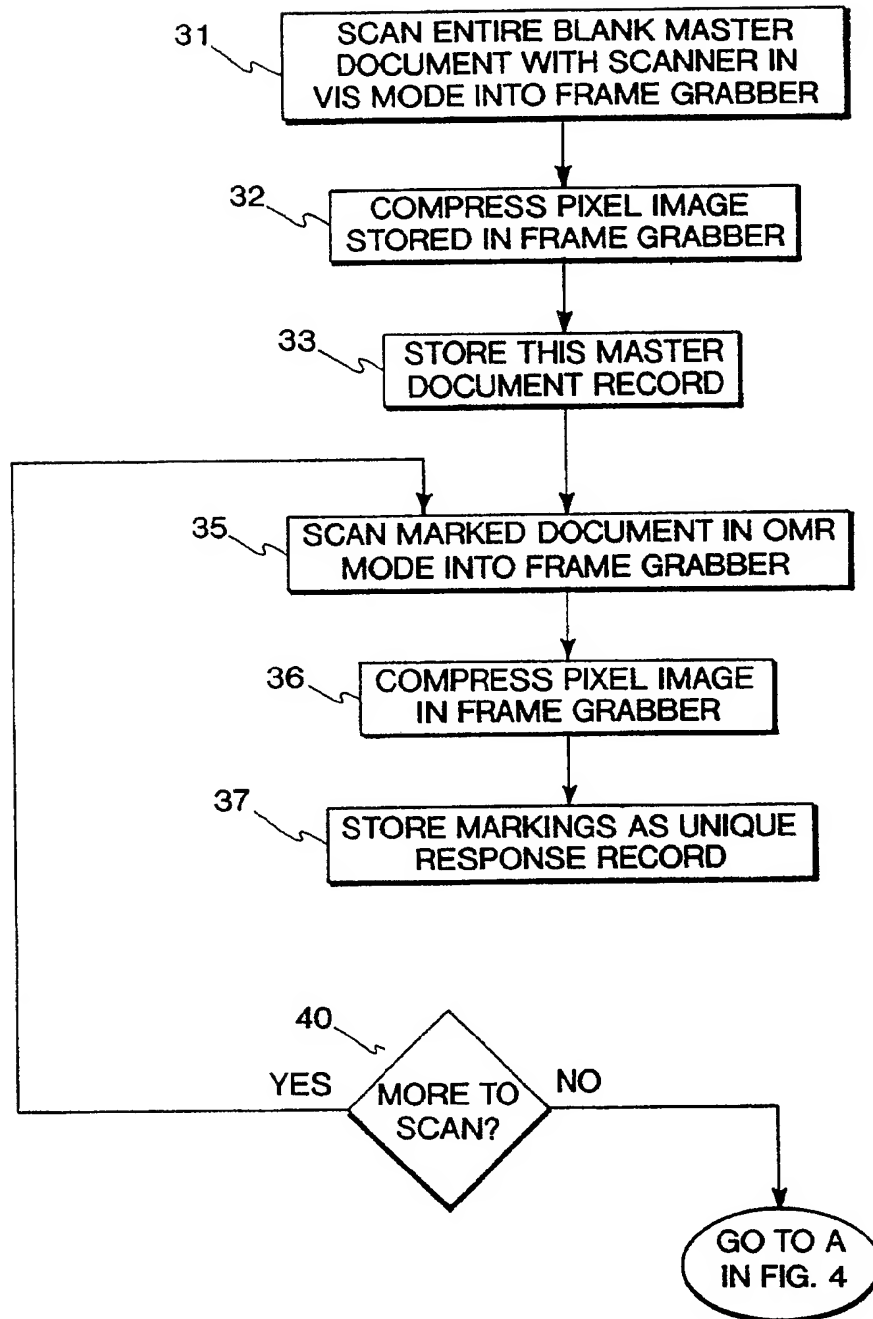 31
SCAN ENTIRE BLANK MASTER
DOCUMENT WITH SCANNER IN
VIS MODE INTO FRAME GRABBER
32
COMPRESS PIXEL IMAGE
STORED IN FRAME GRABBER
33
STORE THIS MASTER
DOCUMENT RECORD
35
SCAN MARKED DOCUMENT IN OMR
MODE INTO FRAME GRABBER
36
COMPRESS PIXEL IMAGE
IN FRAME GRABBER
37
STORE MARKINGS AS UNIQUE
RESPONSE RECORD
40
YES
MORE TO
SCAN?
NO
GO TO A
IN FIG. 4